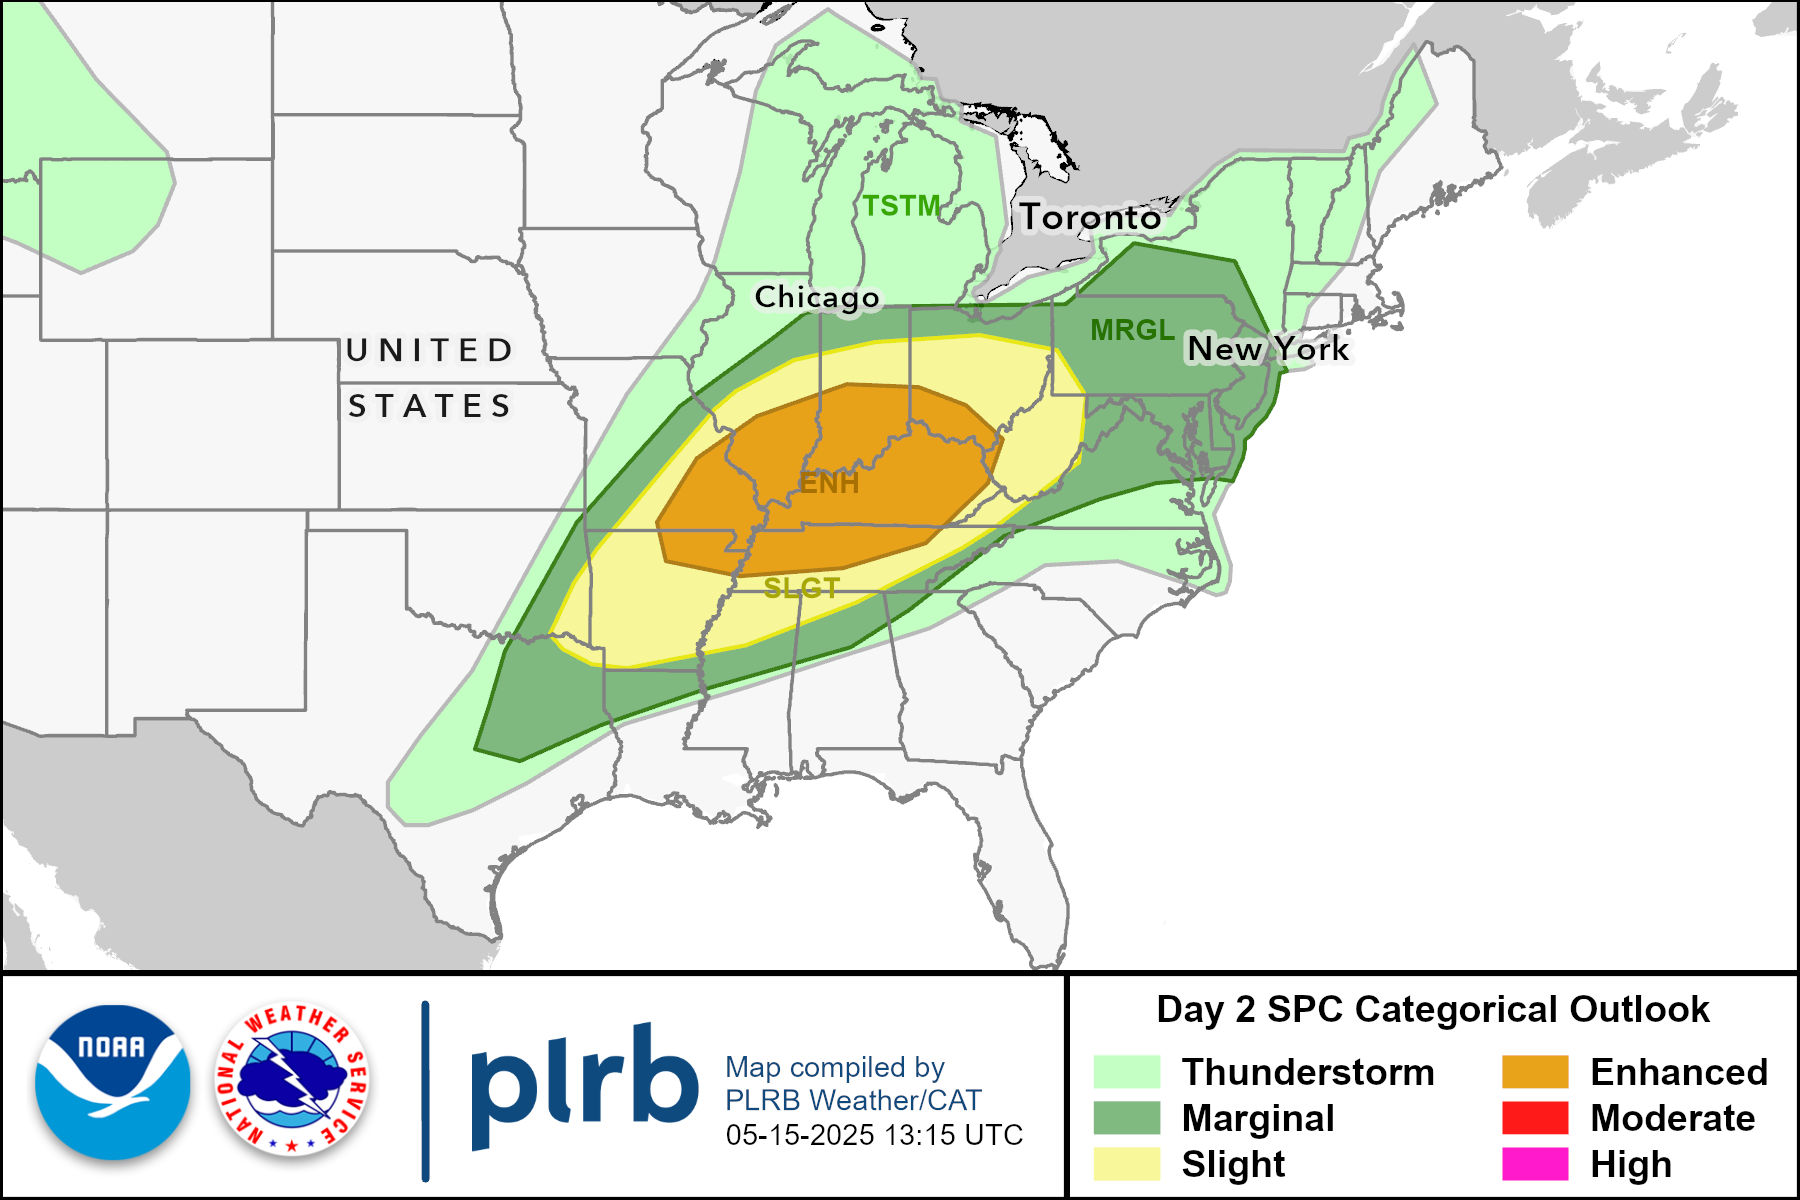 TSTM
Toronto
Chicago
MRGL
New York
UNITED
STATES
ENH
SLGT
NOAA
NATIONAL WEATHER SERVICE
plrb
Map compiled by
PLRB Weather/CAT
05-15-2025 13:15 UTC
Day 2 SPC Categorical Outlook
Thunderstorm
Marginal
Slight
Enhanced
Moderate
High